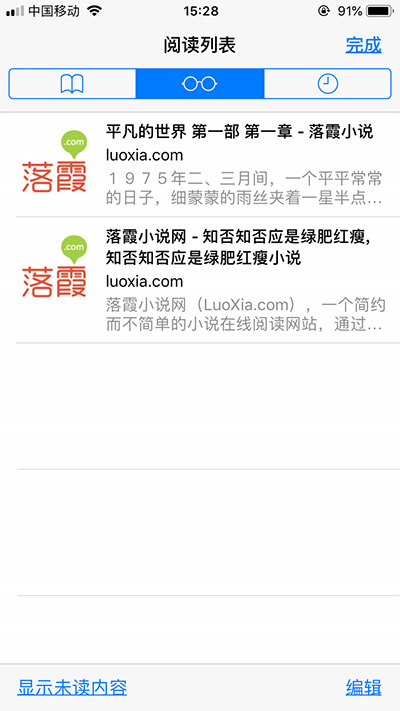 中国移动 15:28 91%
阅读列表 完成
.com
落霞
平凡的世界 第一部 第一章 - 落霞小说
luoxia.com
１９７５年二、三月间，一个平平常常
的日子，细蒙蒙的雨丝夹着一星半点…
.com
落霞
落霞小说网 - 知否知否应是绿肥红瘦,
知否知否应是绿肥红瘦小说
luoxia.com
落霞小说网（LuoXia.com），一个简约
而不简单的小说在线阅读网站，通过…
显示未读内容 编辑